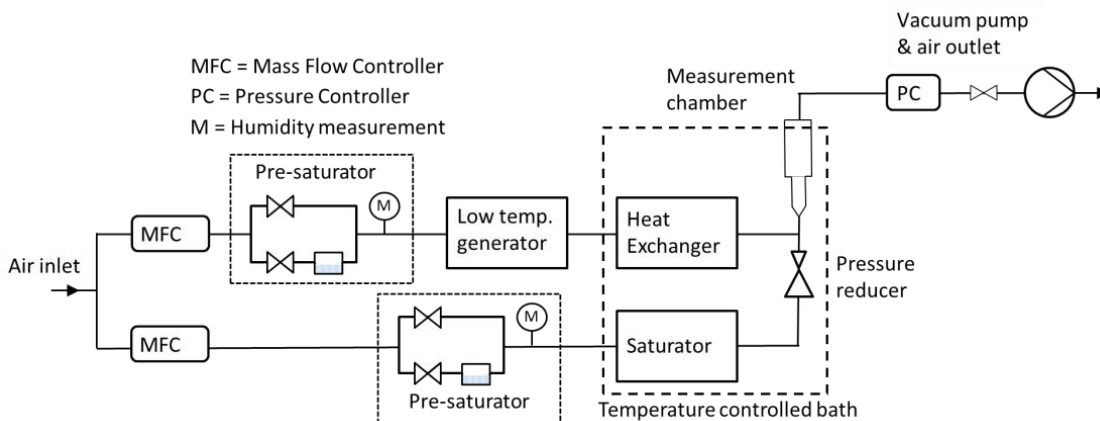 Vacuum pump
& air outlet
MFC = Mass Flow Controller
PC = Pressure Controller
M = Humidity measurement
Measurement
chamber
PC
Pre-saturator
M
MFC
Low temp.
generator
Heat
Exchanger
Air inlet
Pressure
reducer
M
MFC
Saturator
Pre-saturator
Temperature controlled bath